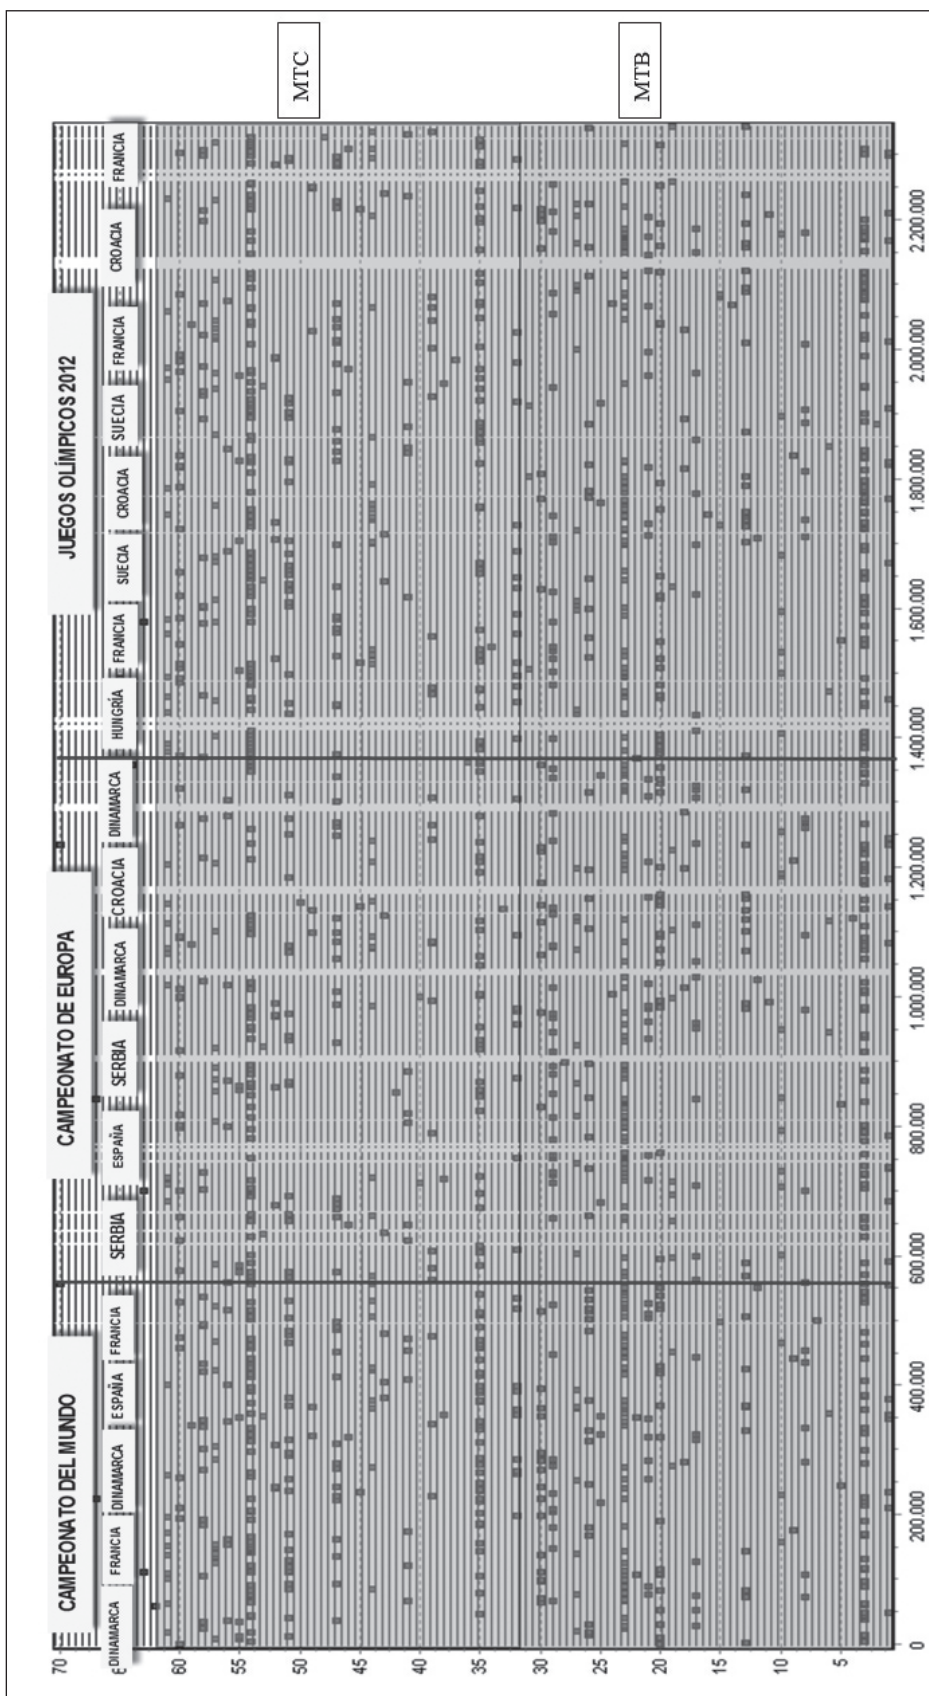 CAMPEONATO DEL MUNDO
CAMPEONATO DE EUROPA
JUEGOS OLÍMPICOS 2012
DINAMARCA
FRANCIA
DINAMARCA
ESPAÑA
FRANCIA
SERBIA
ESPAÑA
SERBIA
DINAMARCA
CROACIA
DINAMARCA
HUNGRÍA
FRANCIA
SUECIA
CROACIA
SUECIA
FRANCIA
CROACIA
FRANCIA
MTC
MTB
70
6
60
55
50
45
40
35
30
25
20
15
10
5
0
200.000
400.000
600.000
800.000
1.000.000
1.200.000
1.400.000
1.600.000
1.800.000
2.000.000
2.200.000